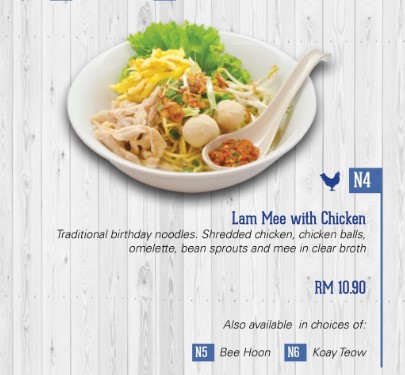 N4
Lam Mee with Chicken
Traditional birthday noodles. Shredded chicken, chicken balls,
omelette, bean sprouts and mee in clear broth
RM 10.90
Also available in choices of:
N5 Bee Hoon N6 Koay Teow